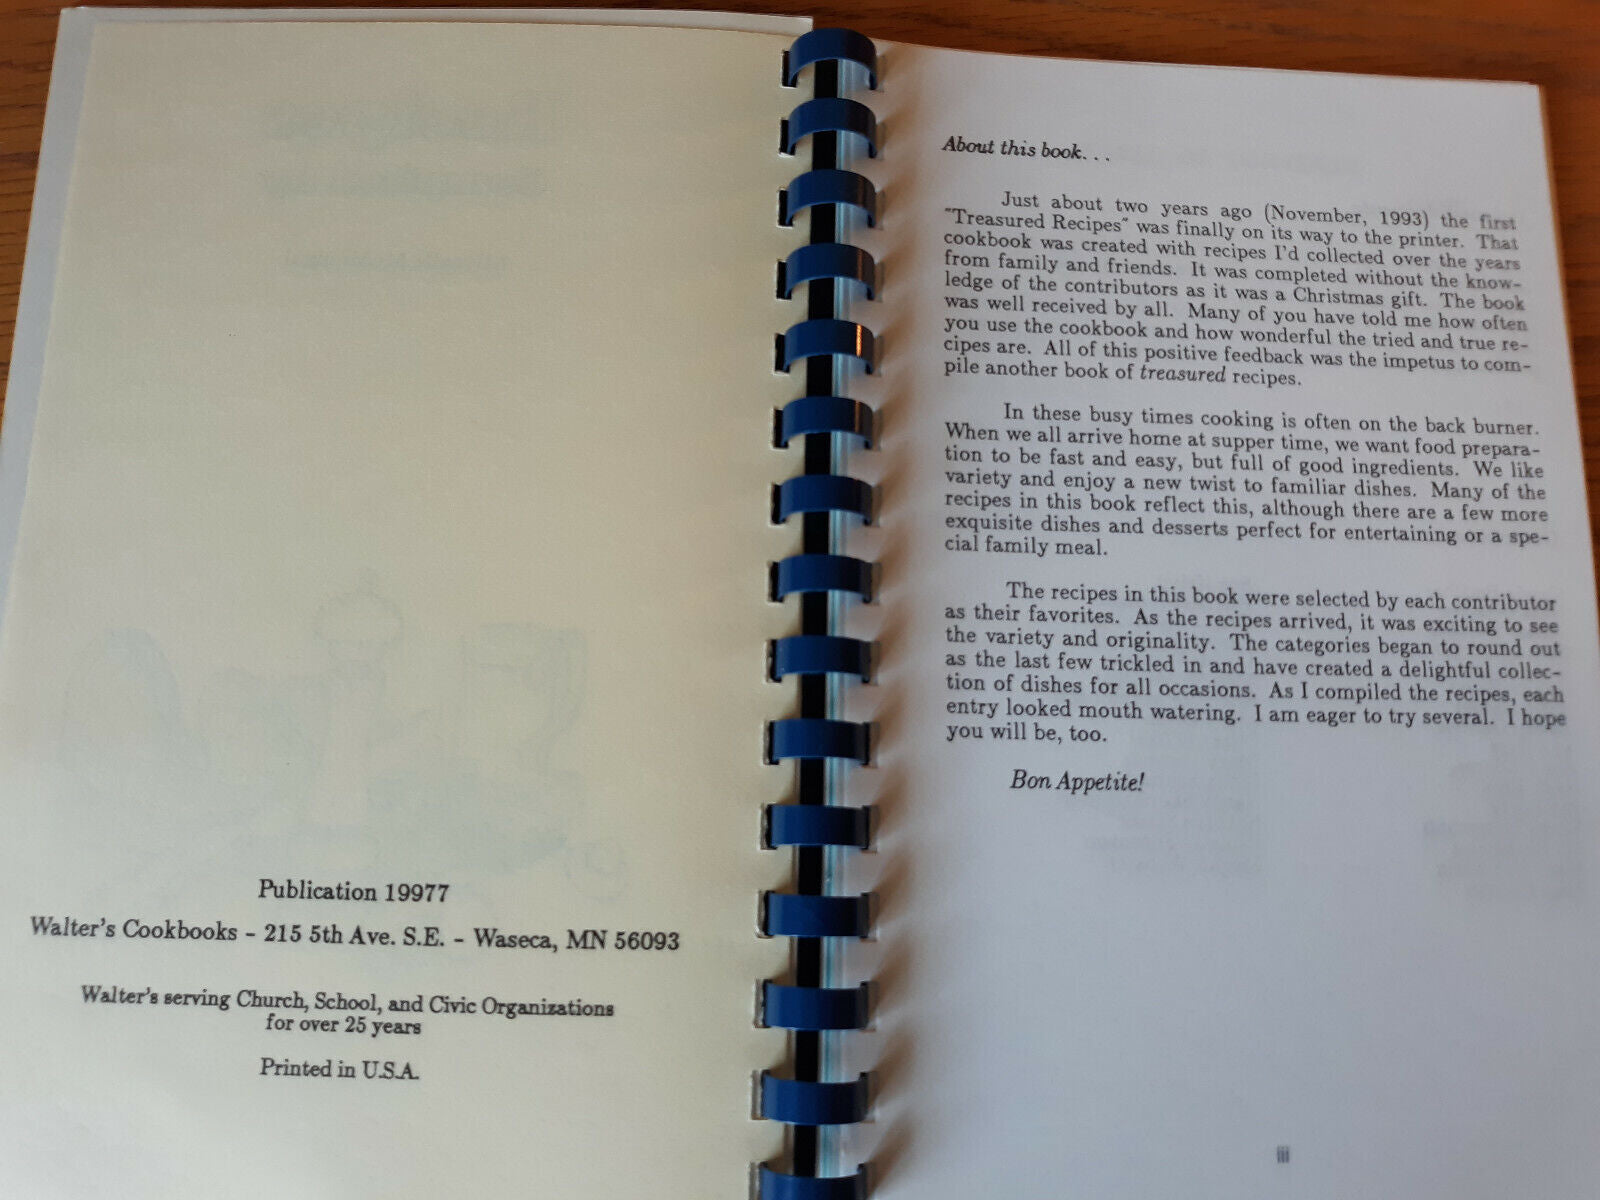 Publication 19977
Walter's Cookbooks - 215 5th Ave. S.E. - Waseca, MN 56093
Walter's serving Church, School, and Civic Organizations
for over 25 years
Printed in U.S.A.
About this book. . .
Just about two years ago (November, 1993) the first
"Treasured Recipes" was finally on its way to the printer. That
cookbook was created with recipes I'd collected over the years
from family and friends. It was completed without the know-
ledge of the contributors as it was a Christmas gift. The book
was well received by all. Many of you have told me how often
you use the cookbook and how wonderful the tried and true re-
cipes are. All of this positive feedback was the impetus to com-
pile another book of treasured recipes.
In these busy times cooking is often on the back burner.
When we all arrive home at supper time, we want food prepara-
tion to be fast and easy, but full of good ingredients. We like
variety and enjoy a new twist to familiar dishes. Many of the
recipes in this book reflect this, although there are a few more
exquisite dishes and desserts perfect for entertaining or a spe-
cial family meal.
The recipes in this book were selected by each contributor
as their favorites. As the recipes arrived, it was exciting to see
the variety and originality. The categories began to round out
as the last few trickled in and have created a delightful collec-
tion of dishes for all occasions. As I compiled the recipes, each
entry looked mouth watering. I am eager to try several. I hope
you will be, too.
Bon Appetite!
iii